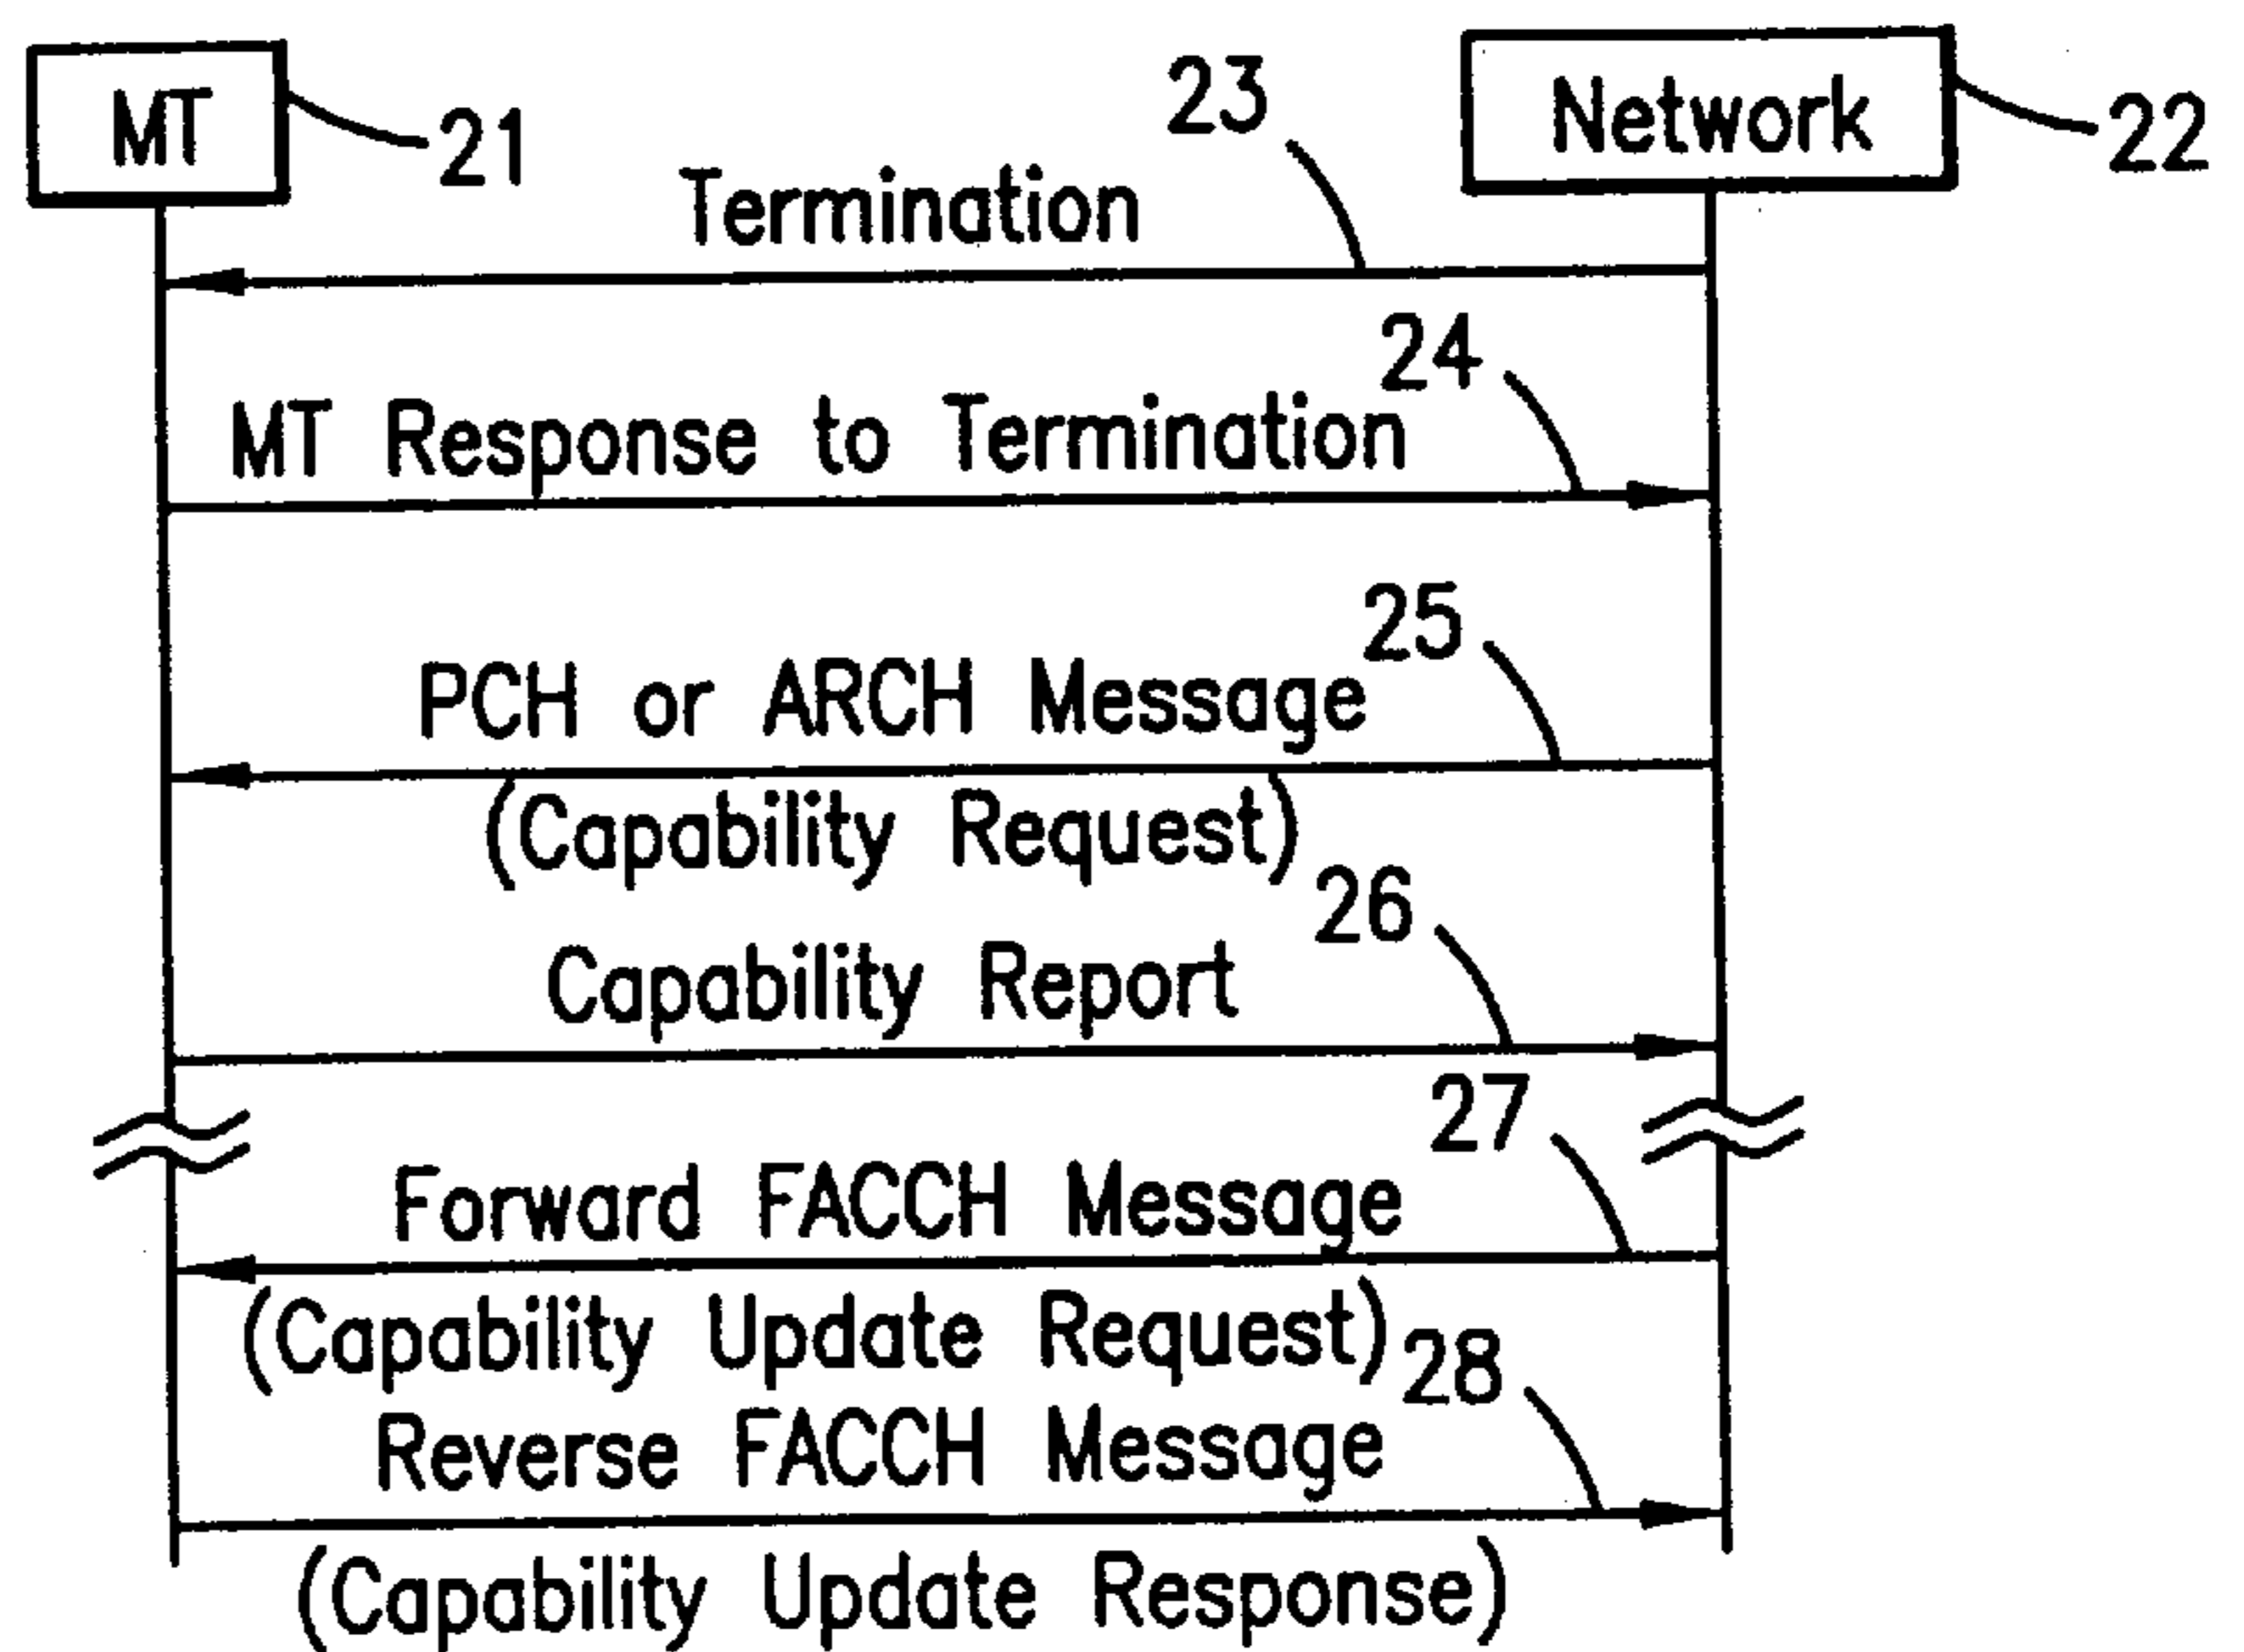 MT
21
Network
22
23
Termination
24
MT Response to Termination
25
PCH or ARCH Message
(Capability Request)
26
Capability Report
27
Forward FACCH Message
(Capability Update Request)
28
Reverse FACCH Message
(Capability Update Response)